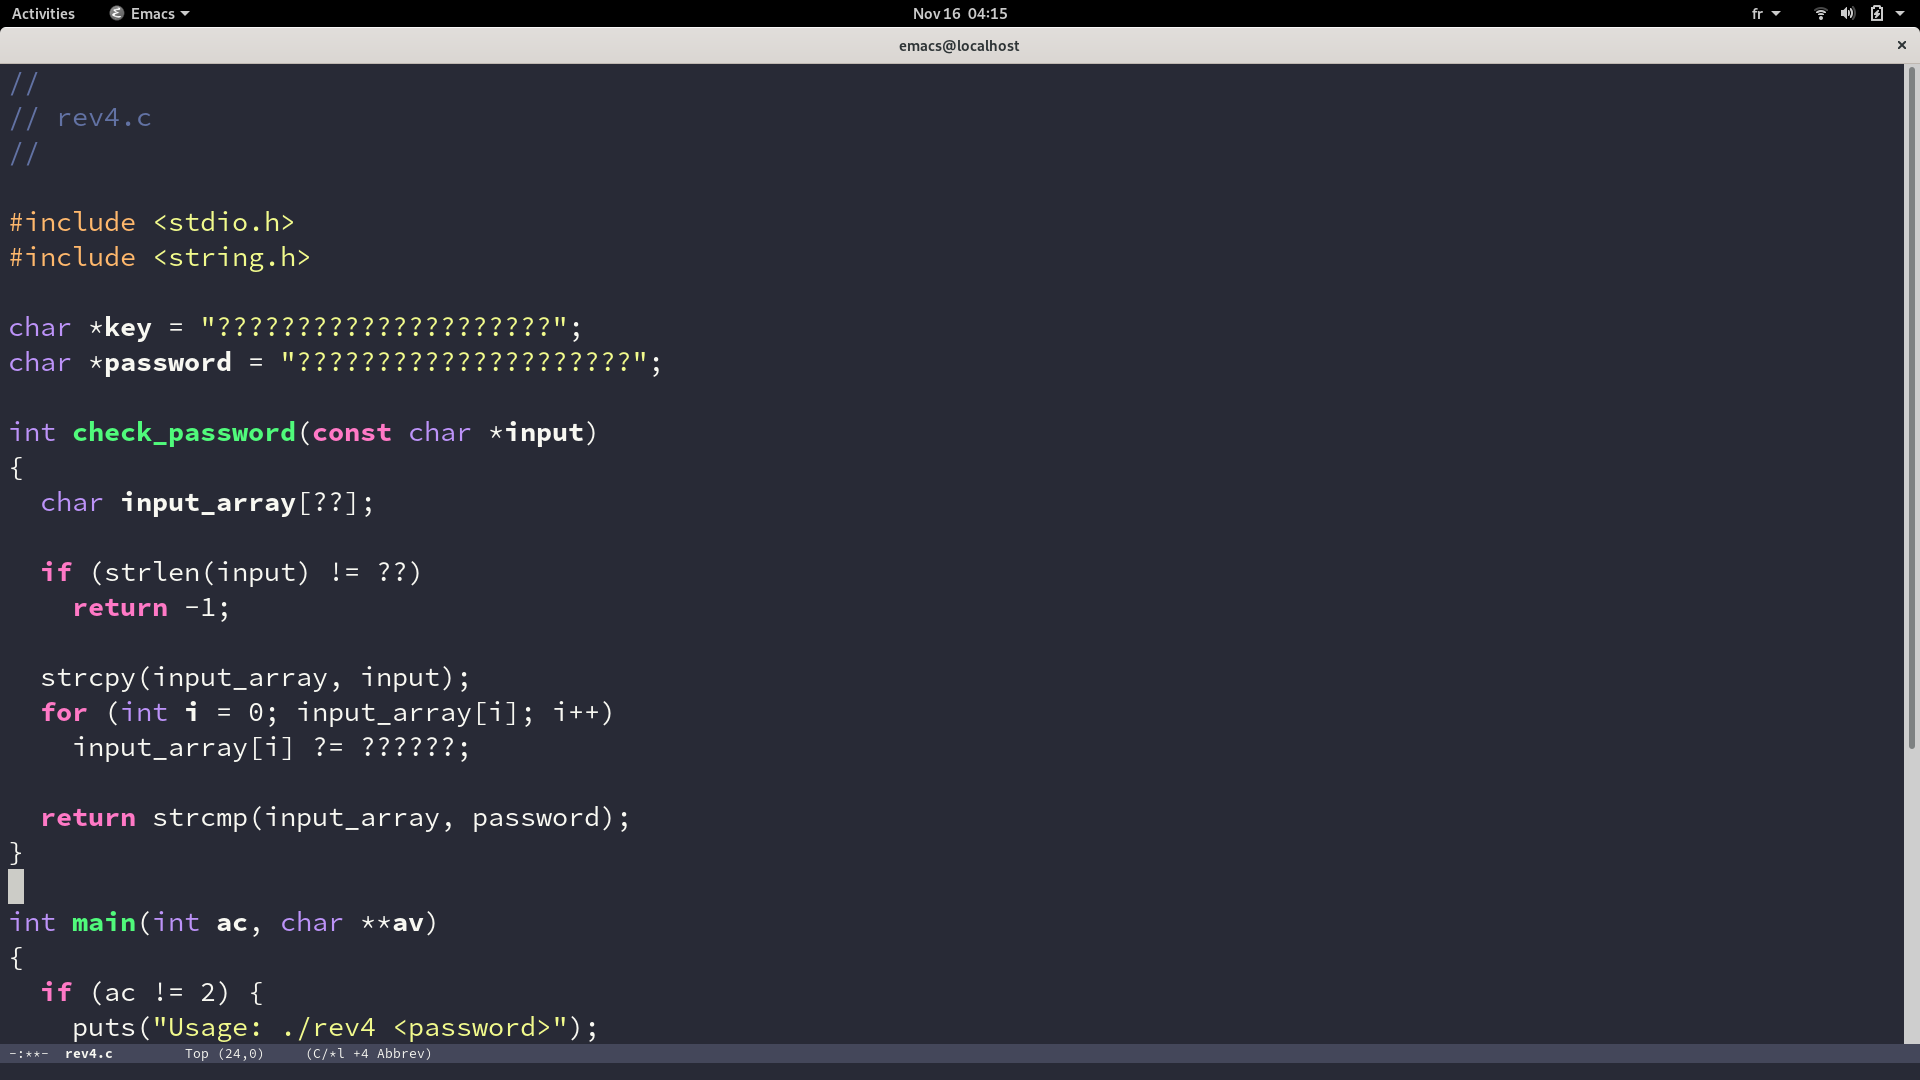 Activities Emacs Nov 16 04:15 fr
emacs@localhost
//
// rev4.c
//
#include <stdio.h>
#include <string.h>
char *key = "?????????????????????";
char *password = "?????????????????????";
int check_password(const char *input)
{
  char input_array[??];
  if (strlen(input) != ??)
    return -1;
  strcpy(input_array, input);
  for (int i = 0; input_array[i]; i++)
    input_array[i] ?= ??????;
  return strcmp(input_array, password);
}
int main(int ac, char **av)
{
  if (ac != 2) {
    puts("Usage: ./rev4 <password>");
-:**- rev4.c Top (24,0) (C/*l +4 Abbrev)